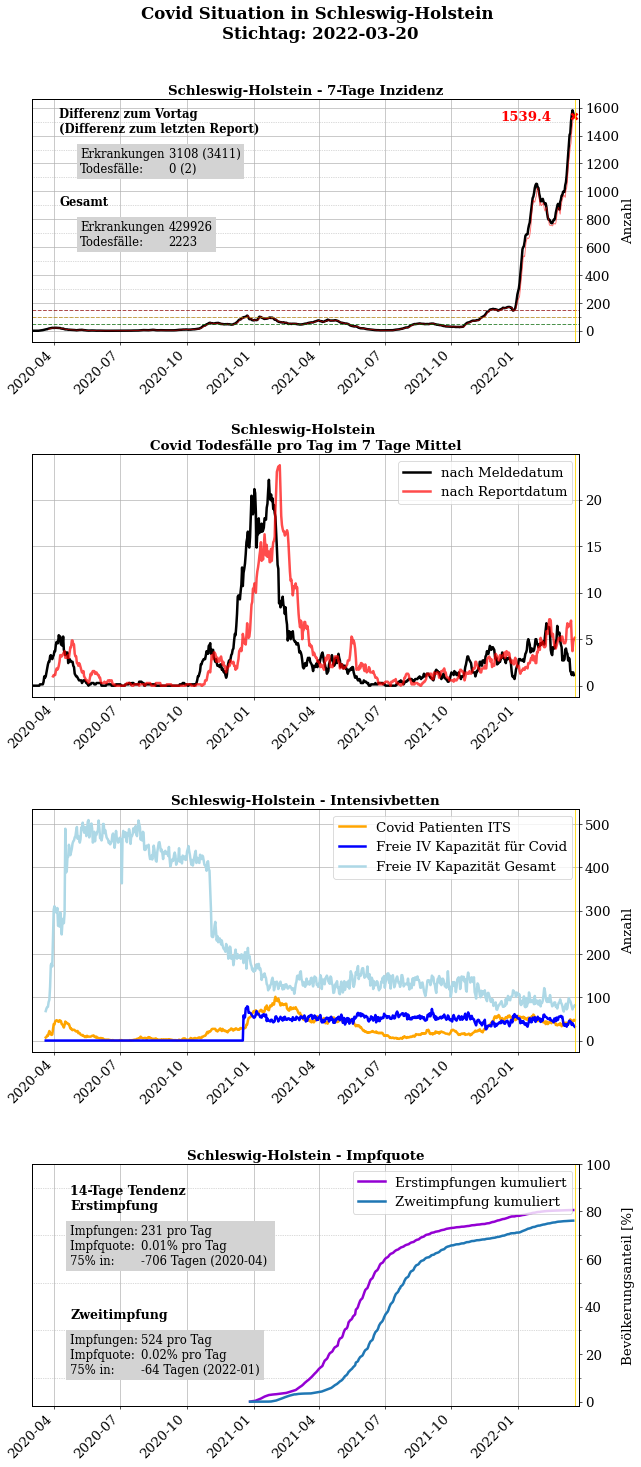 Covid Situation in Schleswig-Holstein
Stichtag: 2022-03-20
Schleswig-Holstein - 7-Tage Inzidenz
Differenz zum Vortag
(Differenz zum letzten Report)
Erkrankungen 3108 (3411)
Todesfälle: 0 (2)
Gesamt
Erkrankungen 429926
Todesfälle: 2223
1539.4
1600
1400
1200
1000
800
600
400
200
0
Anzahl
2020-04
2020-07
2020-10
2021-01
2021-04
2021-07
2021-10
2022-01
Schleswig-Holstein
Covid Todesfälle pro Tag im 7 Tage Mittel
nach Meldedatum
nach Reportdatum
20
15
10
5
0
2020-04
2020-07
2020-10
2021-01
2021-04
2021-07
2021-10
2022-01
Schleswig-Holstein - Intensivbetten
Covid Patienten ITS
Freie IV Kapazität für Covid
Freie IV Kapazität Gesamt
500
400
300
200
100
0
Anzahl
2020-04
2020-07
2020-10
2021-01
2021-04
2021-07
2021-10
2022-01
Schleswig-Holstein - Impfquote
14-Tage Tendenz
Erstimpfung
Impfungen: 231 pro Tag
Impfquote: 0.01% pro Tag
75% in: -706 Tagen (2020-04)
Zweitimpfung
Impfungen: 524 pro Tag
Impfquote: 0.02% pro Tag
75% in: -64 Tagen (2022-01)
Erstimpfungen kumuliert
Zweitimpfung kumuliert
100
80
60
40
20
0
Bevölkerungsanteil [%]
2020-04
2020-07
2020-10
2021-01
2021-04
2021-07
2021-10
2022-01